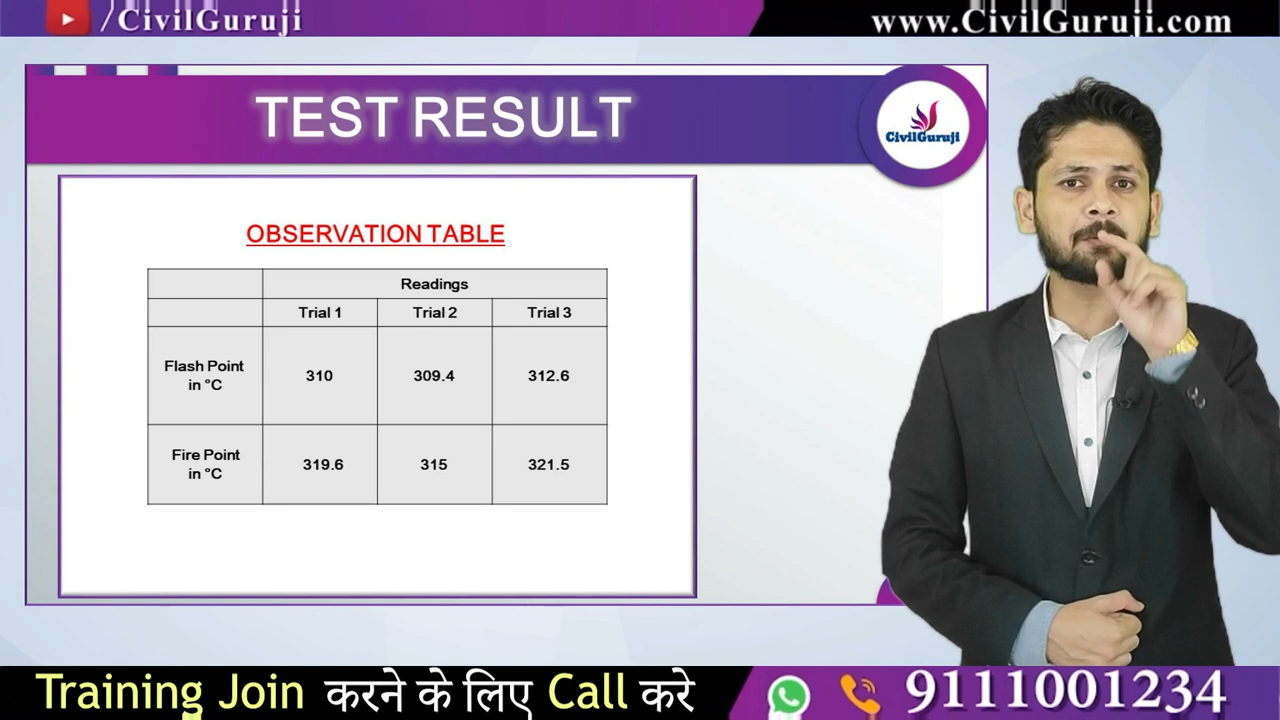 /CivilGuruji
www.CivilGuruji.com
TEST RESULT
CivilGuruji
OBSERVATION TABLE
Readings
Trial 1 Trial 2 Trial 3
Flash Point
in °C
310 309.4 312.6
Fire Point
in °C
319.6 315 321.5
Training Join करने के लिए Call करे
9111001234